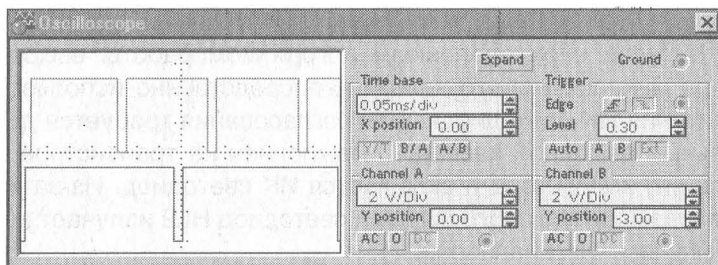 Oscilloscope
Expand
Ground
Time base
Trigger
0.05ms/div
Edge
X position 0.00
Level 0.30
Y/T B/A A/B
Auto A B Ext
Channel A
Channel B
2 V/Div
2 V/Div
Y position 0.00
Y position -3.00
AC 0 DC
AC 0 DC